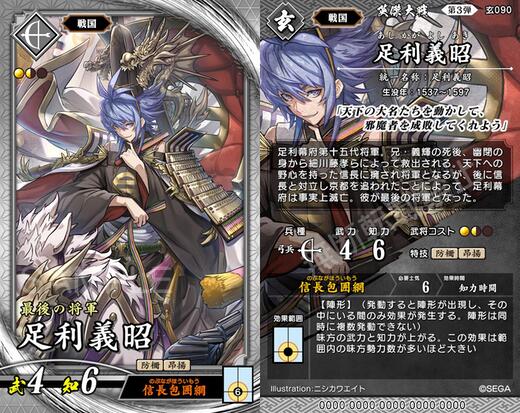 戦国
最後の将軍
足利義昭
防柵 昂揚
武4 知6
のぶながほういもう
信長包囲網
6
玄
戦国
英傑大戦
第3弾
玄090
あしかが よしあき
足利義昭
統一名称:足利義昭
生没年:1537~1597
「天下の大名たちを動かして、
邪魔者を成敗してくれよう」
足利幕府第十五代将軍。兄・義輝の死後、幽閉の
身から細川藤孝らによって救出される。天下への
野心を持った信長に擁され将軍となるが、後に信
長と対立し京都を追われたことによって、足利幕
府は事実上滅亡。彼が最後の将軍となった。
兵種 武力 知力 武将コスト
弓兵 4 6 特技 防柵 昂揚
のぶながほういもう
信長包囲網
必要士気 6
効果時間 知力時間
効果範囲
【陣形】(発動すると陣形が出現し、その
中にいる間のみ効果が発生する。陣形は同
時に複数発動できない)
味方の武力と知力が上がる。この効果は範
囲内の味方勢力数が多いほど大きい
Illustration:ニシカワエイト
©SEGA
0000-0000-0000-0000-0000